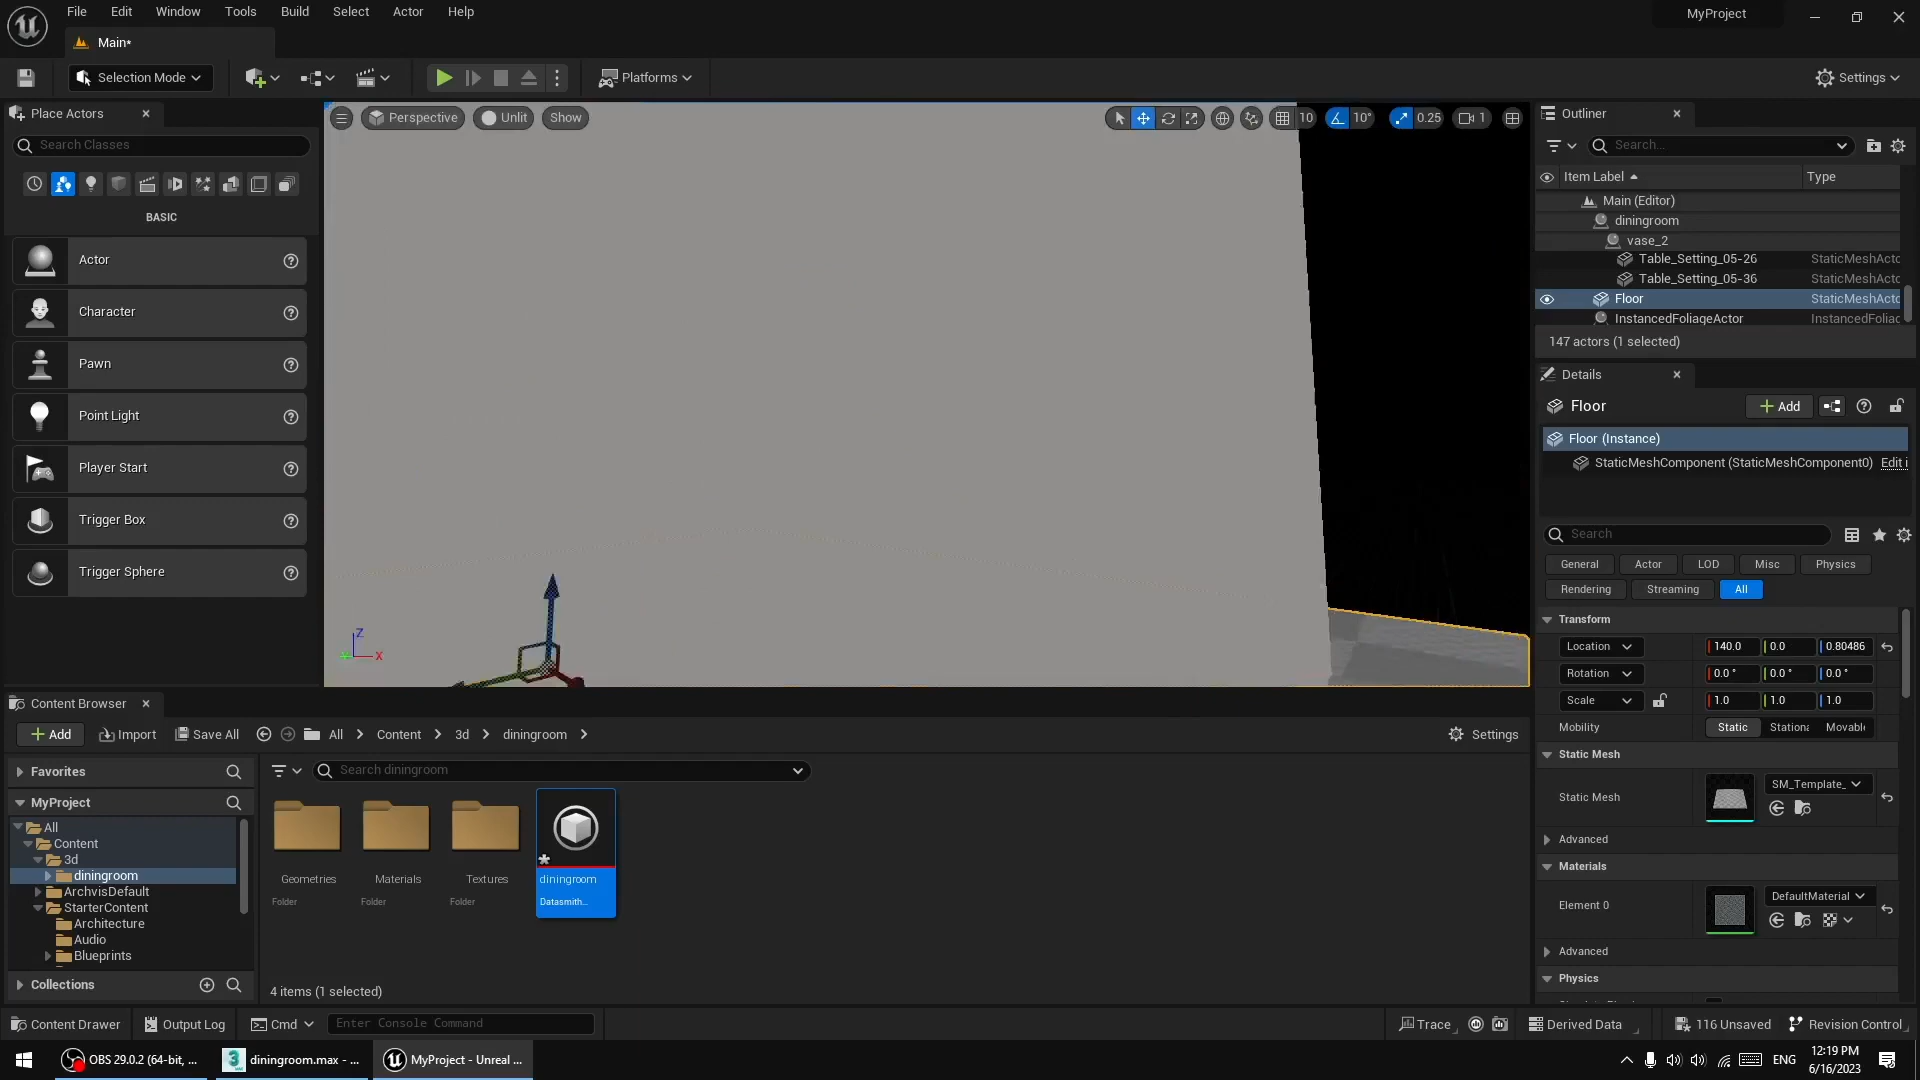 File Edit Window Tools Build Select Actor Help
MyProject
Main*
Selection Mode
Platforms
Settings
Place Actors
Search Classes
BASIC
Actor
Character
Pawn
Point Light
Player Start
Trigger Box
Trigger Sphere
Perspective Unlit Show
10 10° 0.25 1
Z
X
Outliner
Search...
Item Label Type
Main (Editor)
diningroom
vase_2
Table_Setting_05-26 StaticMeshActo
Table_Setting_05-36 StaticMeshActo
Floor StaticMeshActo
InstancedFoliageActor InstancedFoliac
147 actors (1 selected)
Details
Floor
Add
Floor (Instance)
StaticMeshComponent (StaticMeshComponent0) Edit i
Search
General Actor LOD Misc Physics
Rendering Streaming All
Transform
Location 140.0 0.0 0.80486
Rotation 0.0 ° 0.0 ° 0.0 °
Scale 1.0 1.0 1.0
Mobility Static Stationa Movabl
Static Mesh
Static Mesh SM_Template_
Advanced
Materials
Element 0 DefaultMaterial
Advanced
Physics
Content Browser
Add Import Save All All Content 3d diningroom Settings
Favorites
Search diningroom
MyProject
All
Content
3d
diningroom
ArchvisDefault
StarterContent
Architecture
Audio
Blueprints
Collections
Geometries
Folder
Materials
Folder
Textures
Folder
diningroom
Datasmith...
4 items (1 selected)
Content Drawer Output Log Cmd Enter Console Command Trace Derived Data 116 Unsaved Revision Control
OBS 29.0.2 (64-bit, ... diningroom.max - ... MyProject - Unreal ... ENG
12:19 PM
6/16/2023